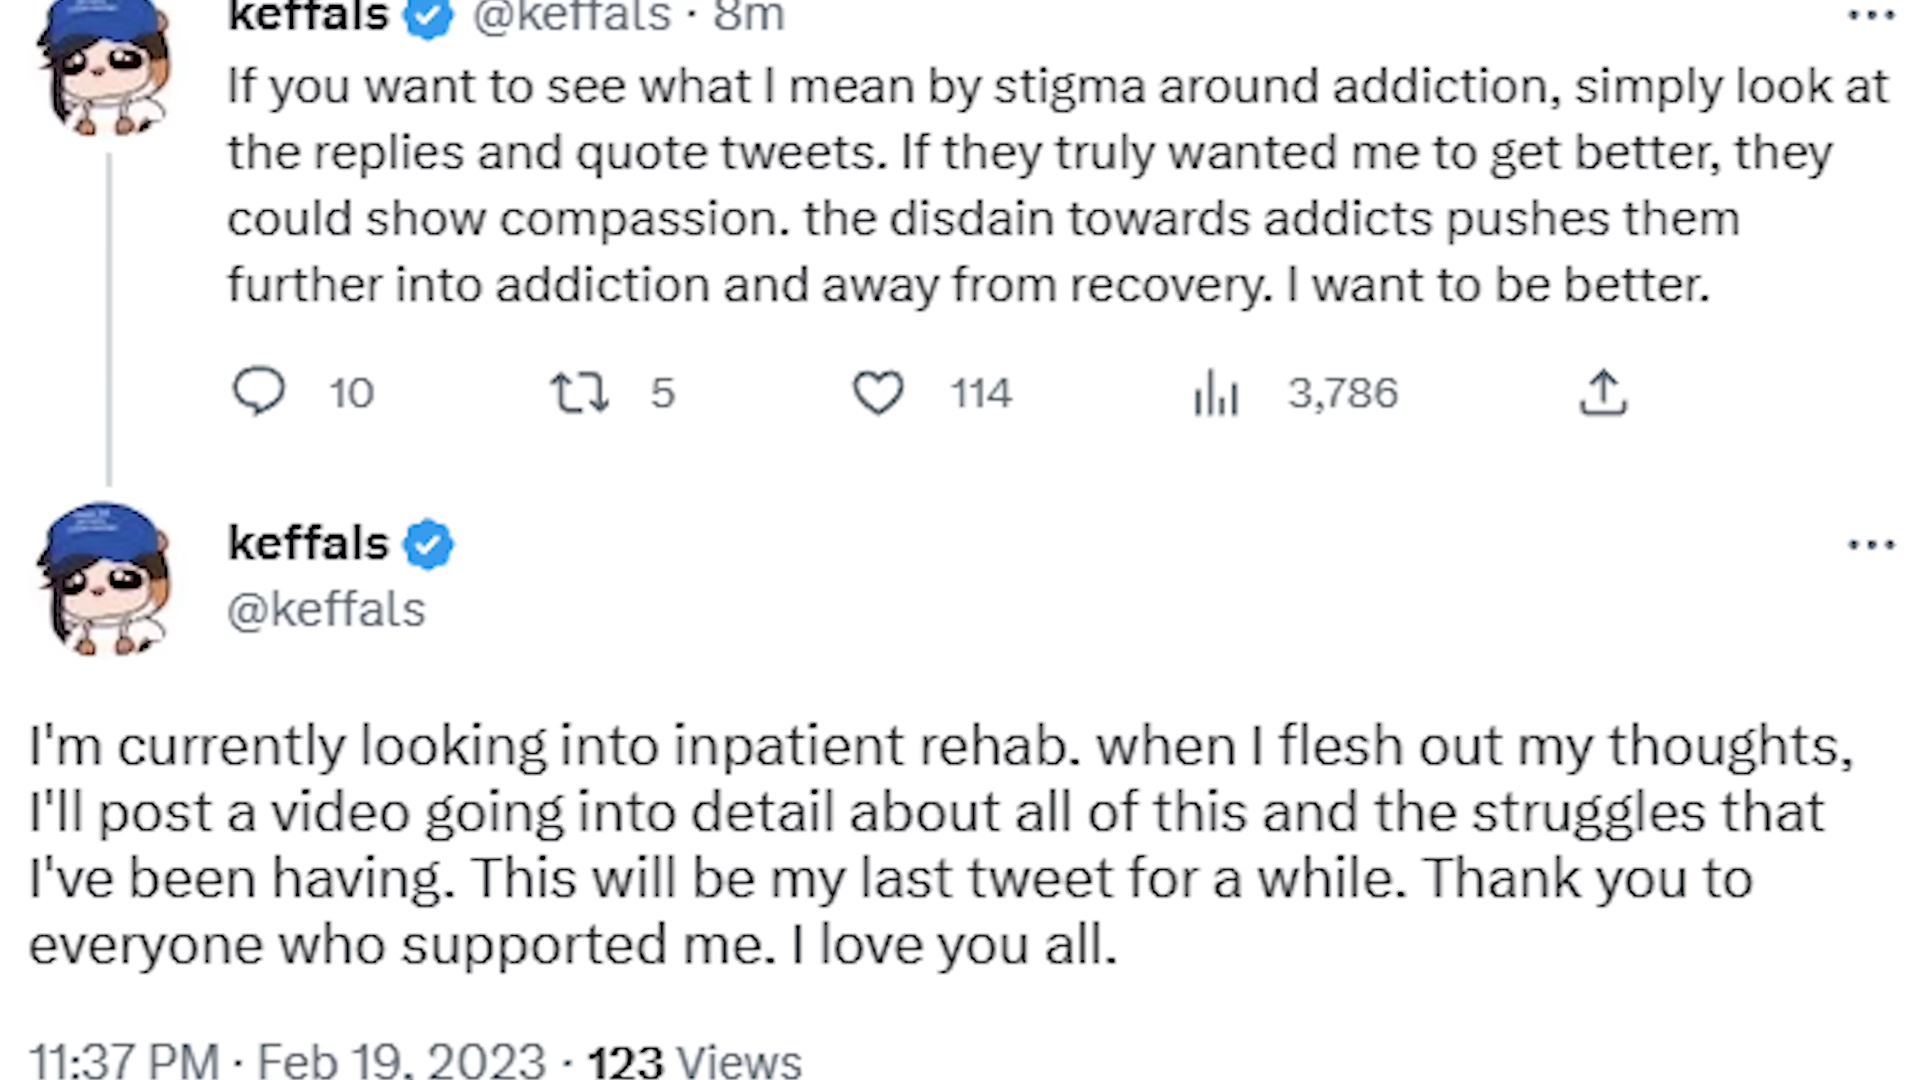 keffals @keffals · 8m
If you want to see what I mean by stigma around addiction, simply look at
the replies and quote tweets. If they truly wanted me to get better, they
could show compassion. the disdain towards addicts pushes them
further into addiction and away from recovery. I want to be better.
10 5 114 3,786
keffals
@keffals
I'm currently looking into inpatient rehab. when I flesh out my thoughts,
I'll post a video going into detail about all of this and the struggles that
I've been having. This will be my last tweet for a while. Thank you to
everyone who supported me. I love you all.
11:37 PM · Feb 19, 2023 · 123 Views